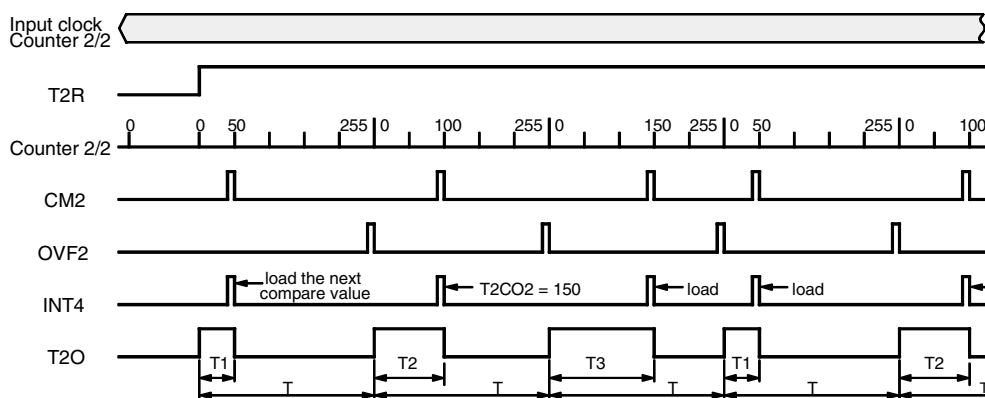 Input clock
Counter 2/2
T2R
0 0 50 255 0 100 255 0 150 255 0 50 255 0 100
Counter 2/2
CM2
OVF2
INT4
load the next
compare value
T2CO2 = 150
load
load
T2O
T1 T2 T3 T1 T2
T T T T T